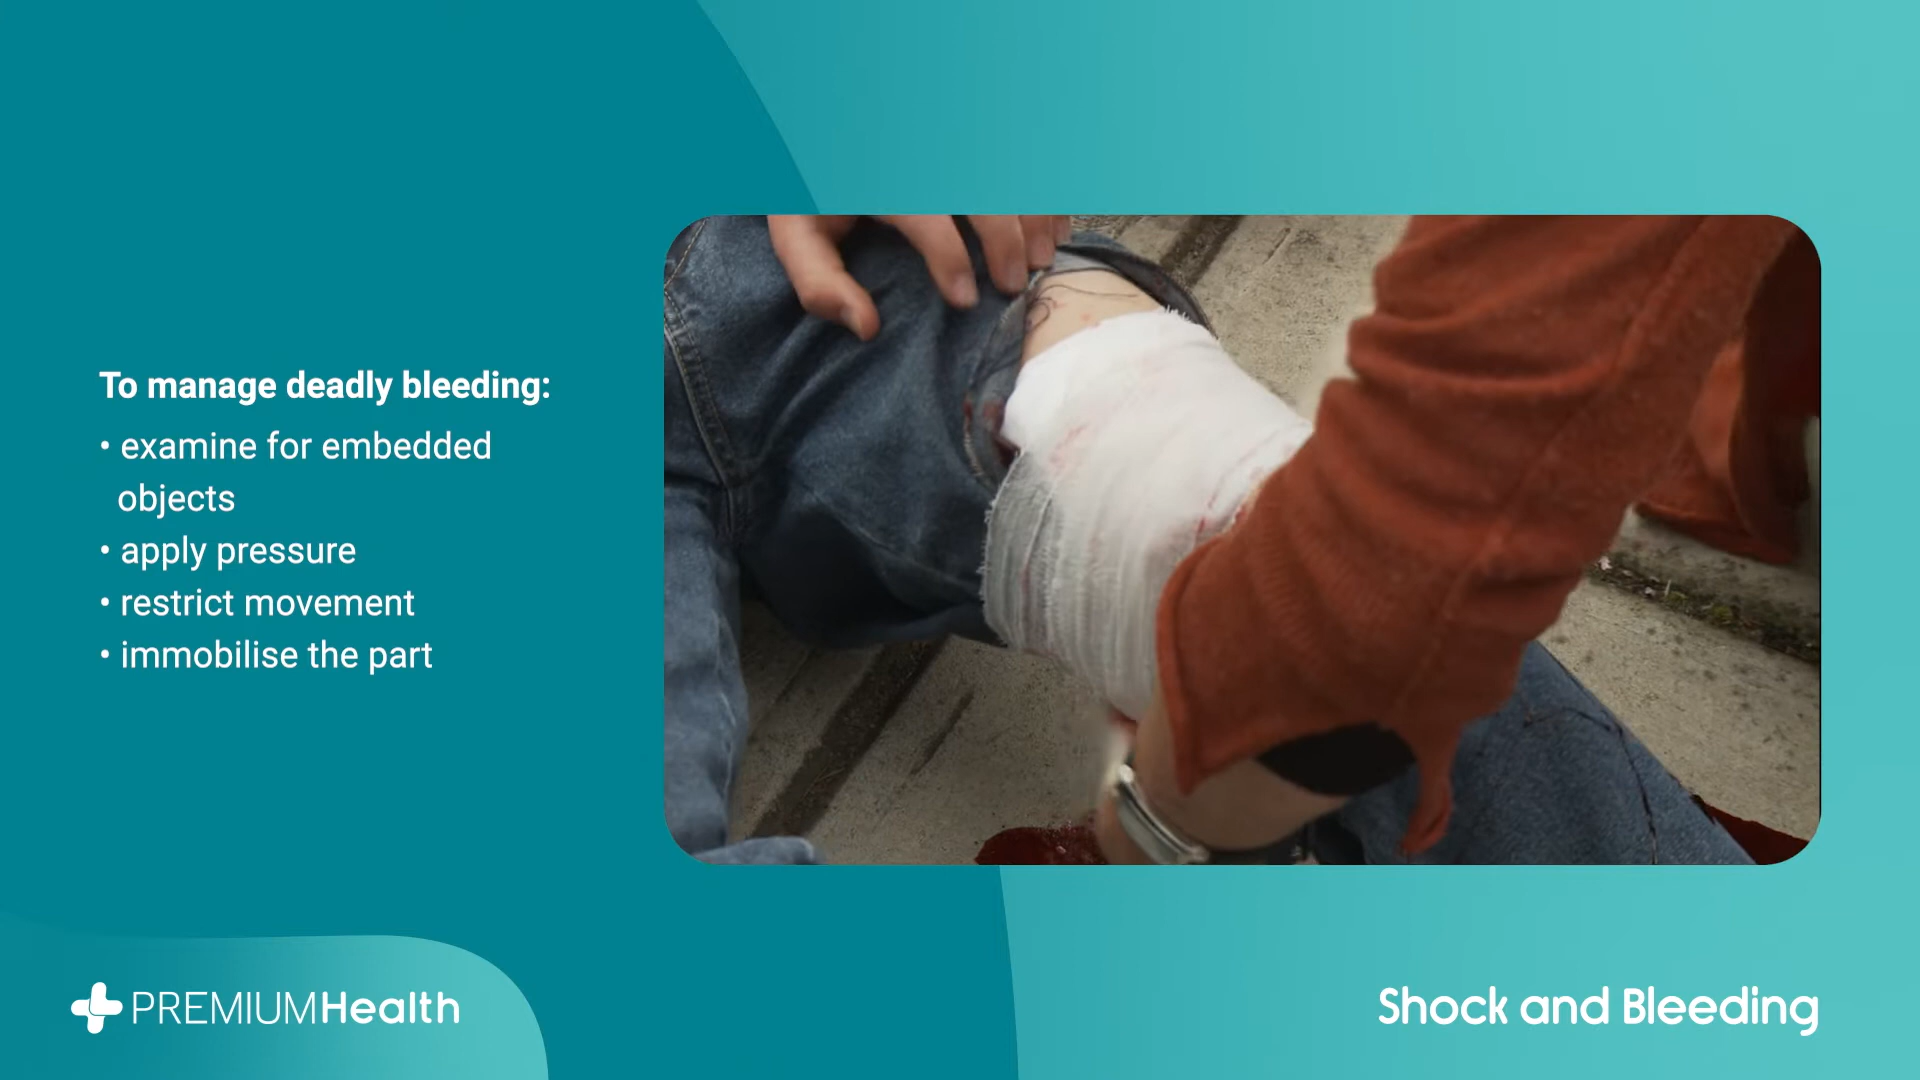 To manage deadly bleeding:
• examine for embedded
objects
• apply pressure
• restrict movement
• immobilise the part
PREMIUMHealth
Shock and Bleeding